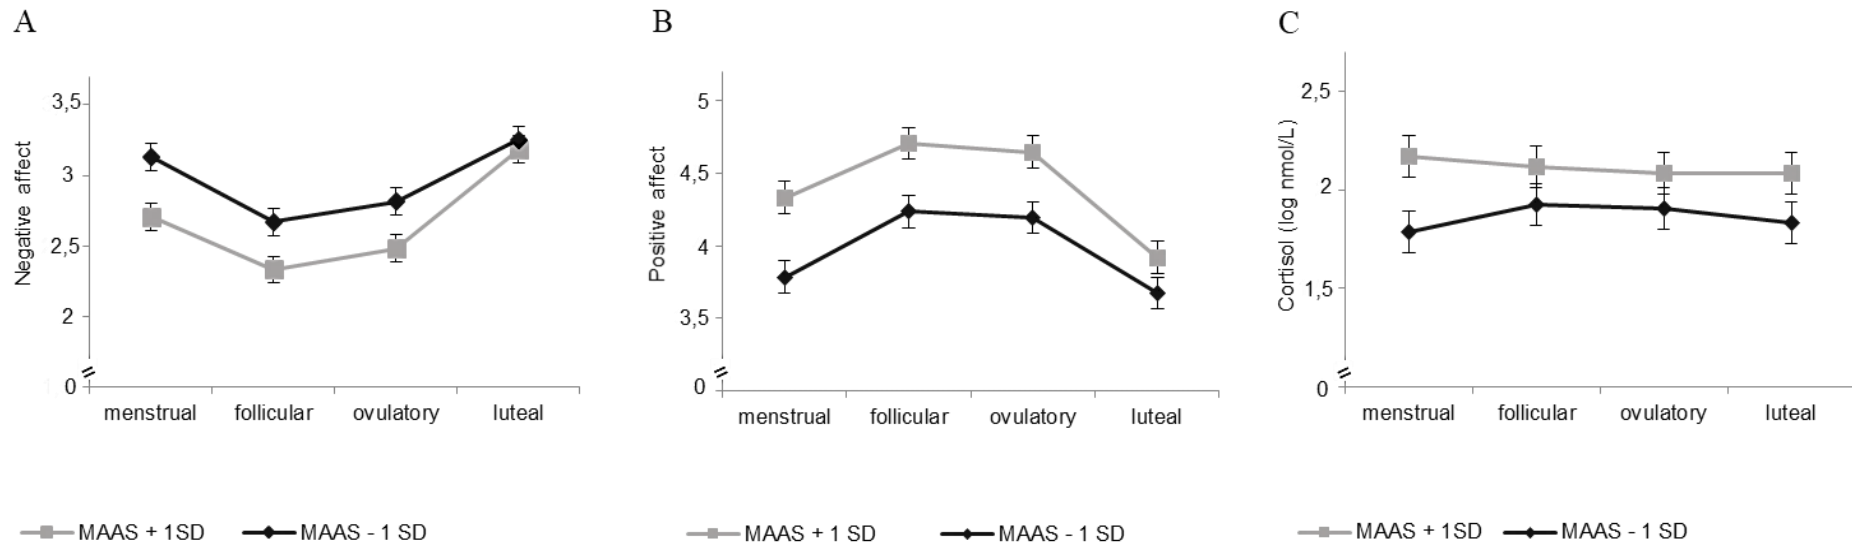 A
Negative affect
3,5
3
2,5
2
0
menstrual follicular ovulatory luteal
MAAS + 1SD MAAS - 1 SD
B
Positive affect
5
4,5
4
3,5
0
menstrual follicular ovulatory luteal
MAAS + 1 SD MAAS - 1 SD
C
Cortisol (log nmol/L)
2,5
2
1,5
0
menstrual follicular ovulatory luteal
MAAS + 1SD MAAS - 1 SD